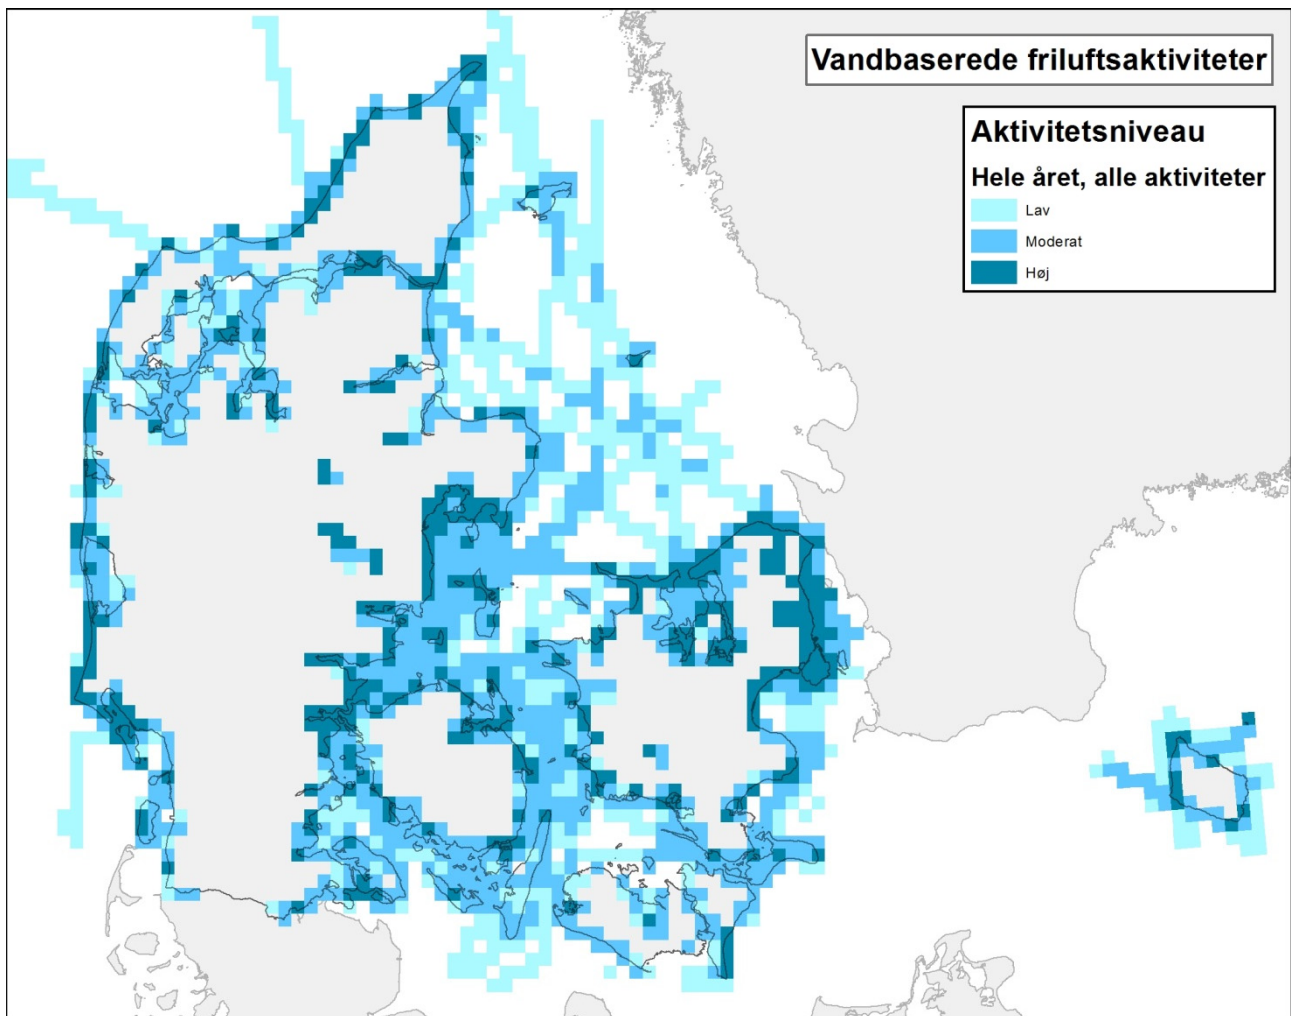 Vandbaserede friluftsaktiviteter
Aktivitetsniveau
Hele året, alle aktiviteter
Lav
Moderat
Høj